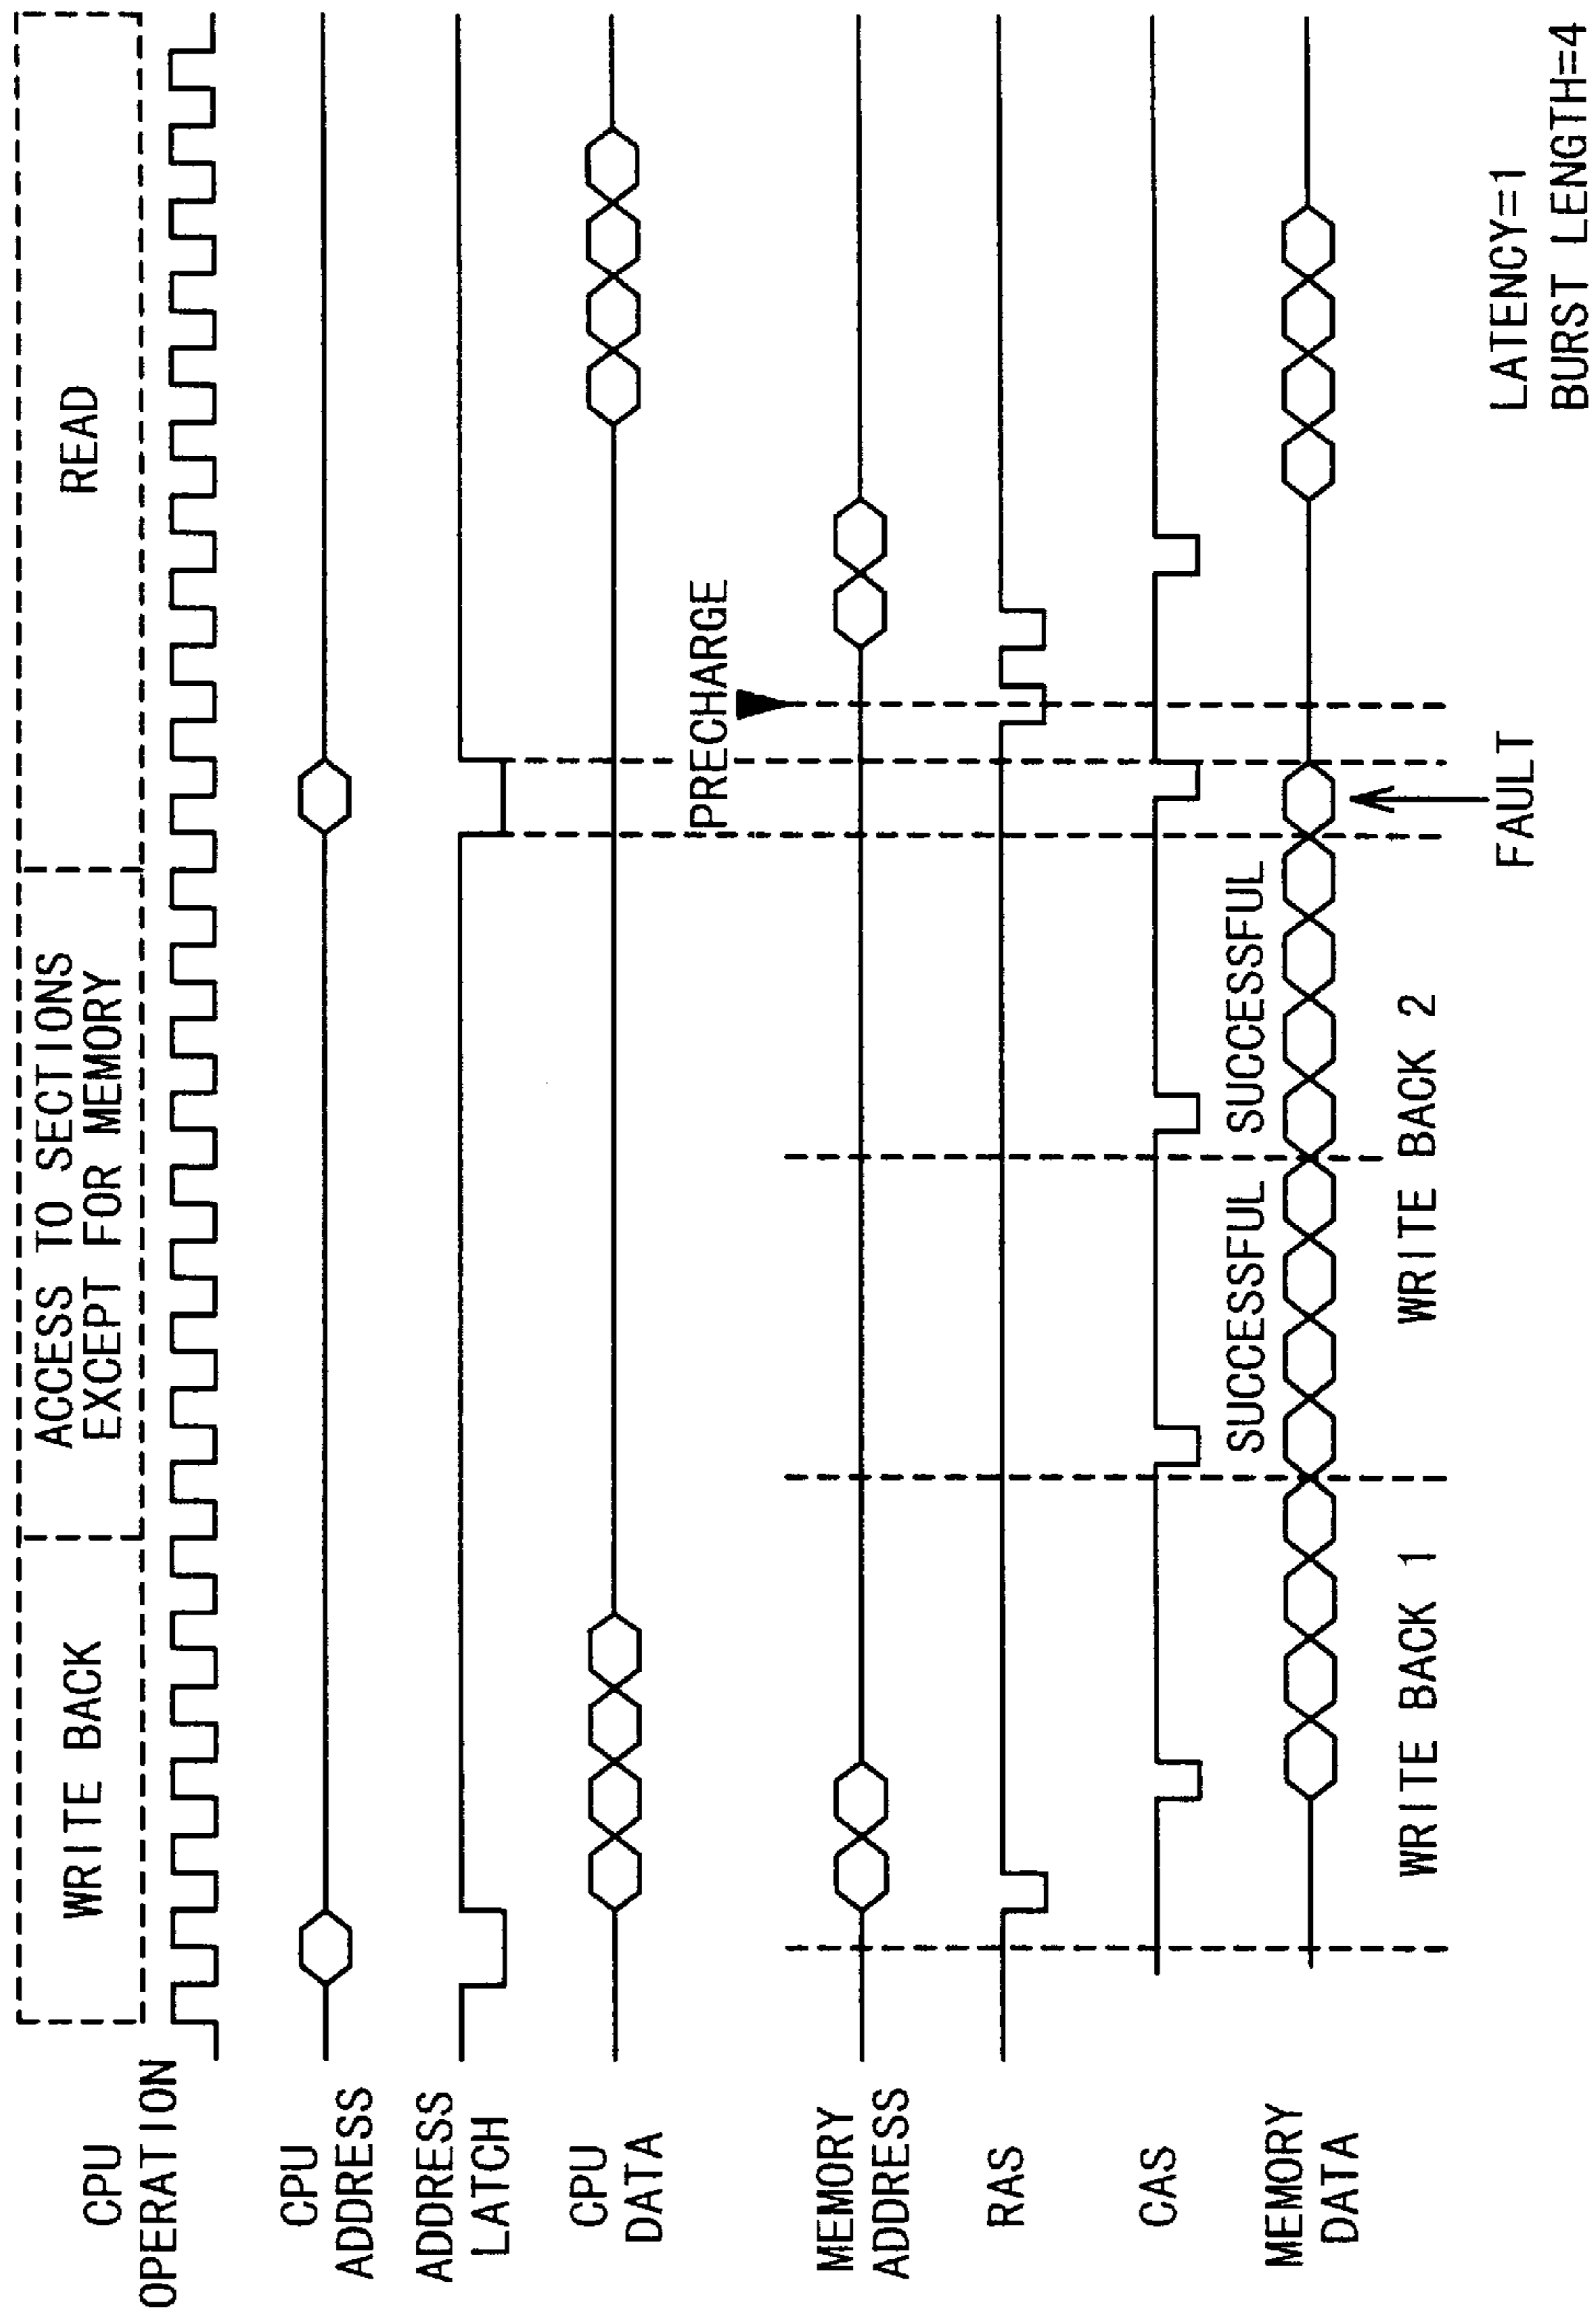 CPU
OPERATION
WRITE BACK
ACCESS TO SECTIONS
EXCEPT FOR MEMORY
READ
CPU
ADDRESS
ADDRESS
LATCH
CPU
DATA
PRECHARGE
MEMORY
ADDRESS
RAS
CAS
SUCCESSFUL SUCCESSFUL
MEMORY
DATA
WRITE BACK 1
WRITE BACK 2
FAULT
LATENCY=1
BURST LENGTH=4